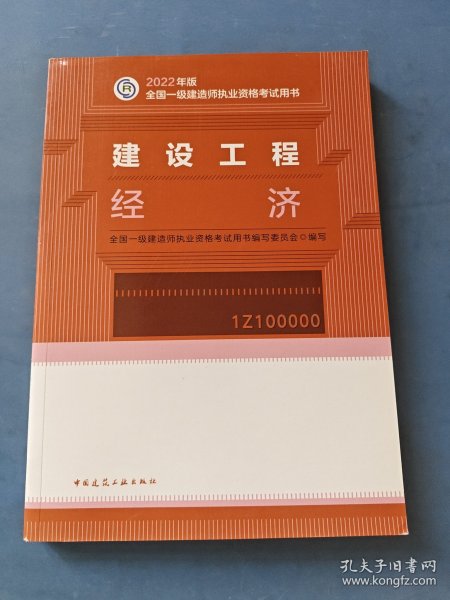 2022年版
全国一级建造师执业资格考试用书
建设工程
经济
全国一级建造师执业资格考试用书编写委员会◎编写
1Z100000
中国建筑工业出版社
孔夫子旧书网
www.kongfz.com